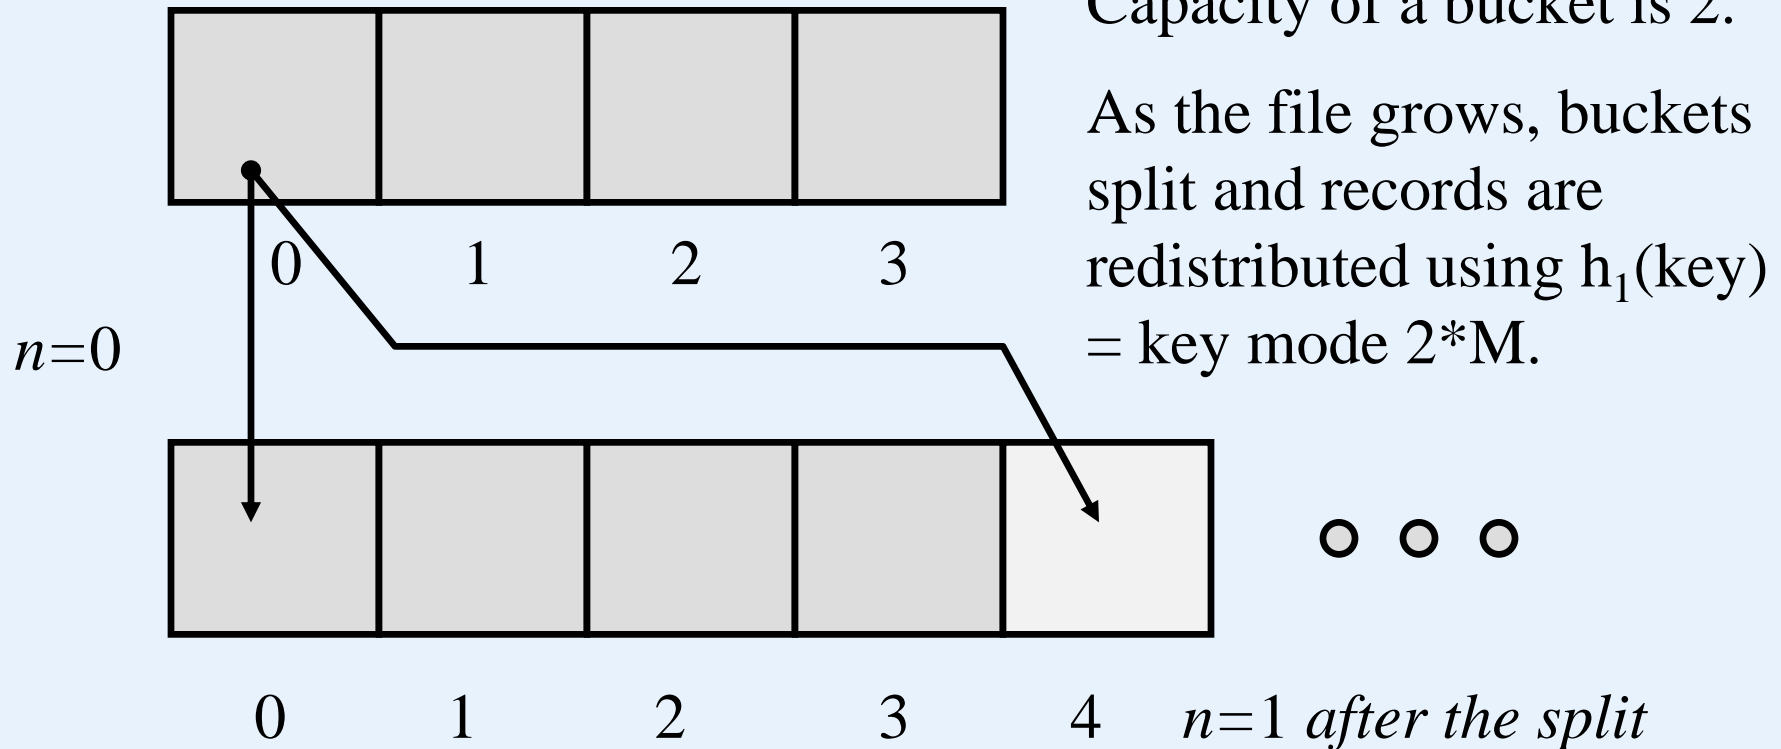 Capacity of a bucket is 2.
As the file grows, buckets
split and records are
redistributed using h₁(key)
= key mode 2*M.
0 1 2 3
n=0
0 1 2 3 4 n=1 after the split